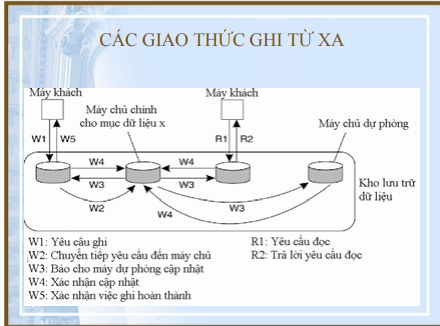 CÁC GIAO THỨC GHI TỪ XA
Máy khách
Máy khách
Máy chủ chính
cho mục dữ liệu x
Máy chủ dự phòng
W1
W5
R1
R2
W4
W4
W3
W3
W2
W3
W4
Kho lưu trữ
dữ liệu
W1: Yêu cầu ghi
W2: Chuyển tiếp yêu cầu đến máy chủ
W3: Báo cho máy dự phòng cập nhật
W4: Xác nhận cập nhật
W5: Xác nhận việc ghi hoàn thành
R1: Yêu cầu đọc
R2: Trả lời yêu cầu đọc